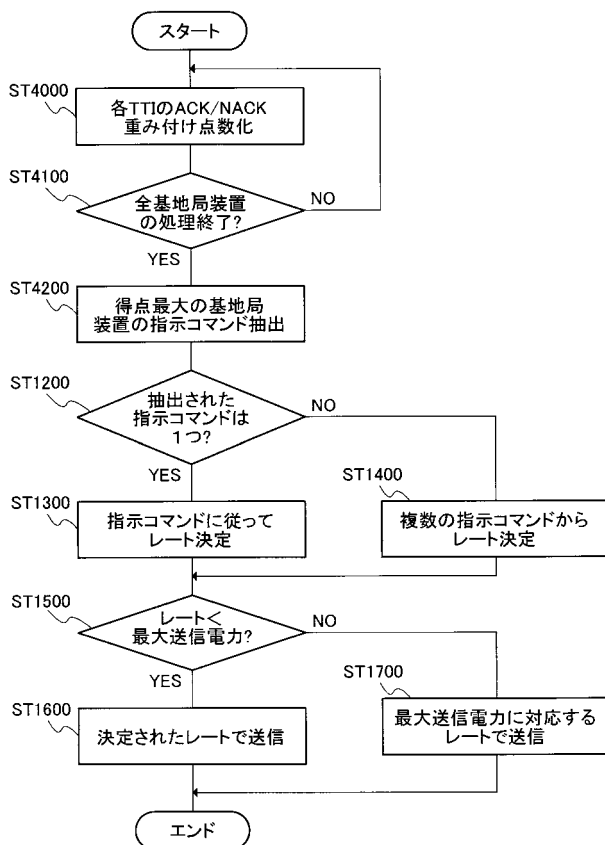 スタート
ST4000
各TTIのACK/NACK
重み付け点数化
ST4100
全基地局装置
の処理終了?
NO
YES
ST4200
得点最大の基地局
装置の指示コマンド抽出
ST1200
抽出された
指示コマンドは
1つ?
NO
YES
ST1300
指示コマンドに従って
レート決定
ST1400
複数の指示コマンドから
レート決定
ST1500
レート<
最大送信電力?
NO
YES
ST1600
決定されたレートで送信
ST1700
最大送信電力に対応する
レートで送信
エンド